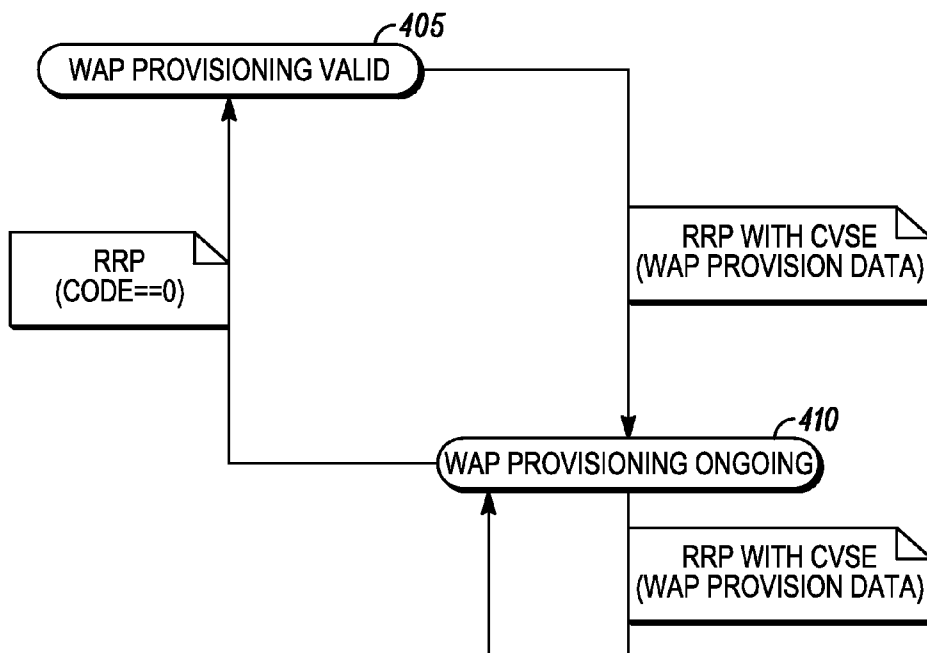 405
WAP PROVISIONING VALID
RRP WITH CVSE
(WAP PROVISION DATA)
RRP
(CODE==0)
410
WAP PROVISIONING ONGOING
RRP WITH CVSE
(WAP PROVISION DATA)